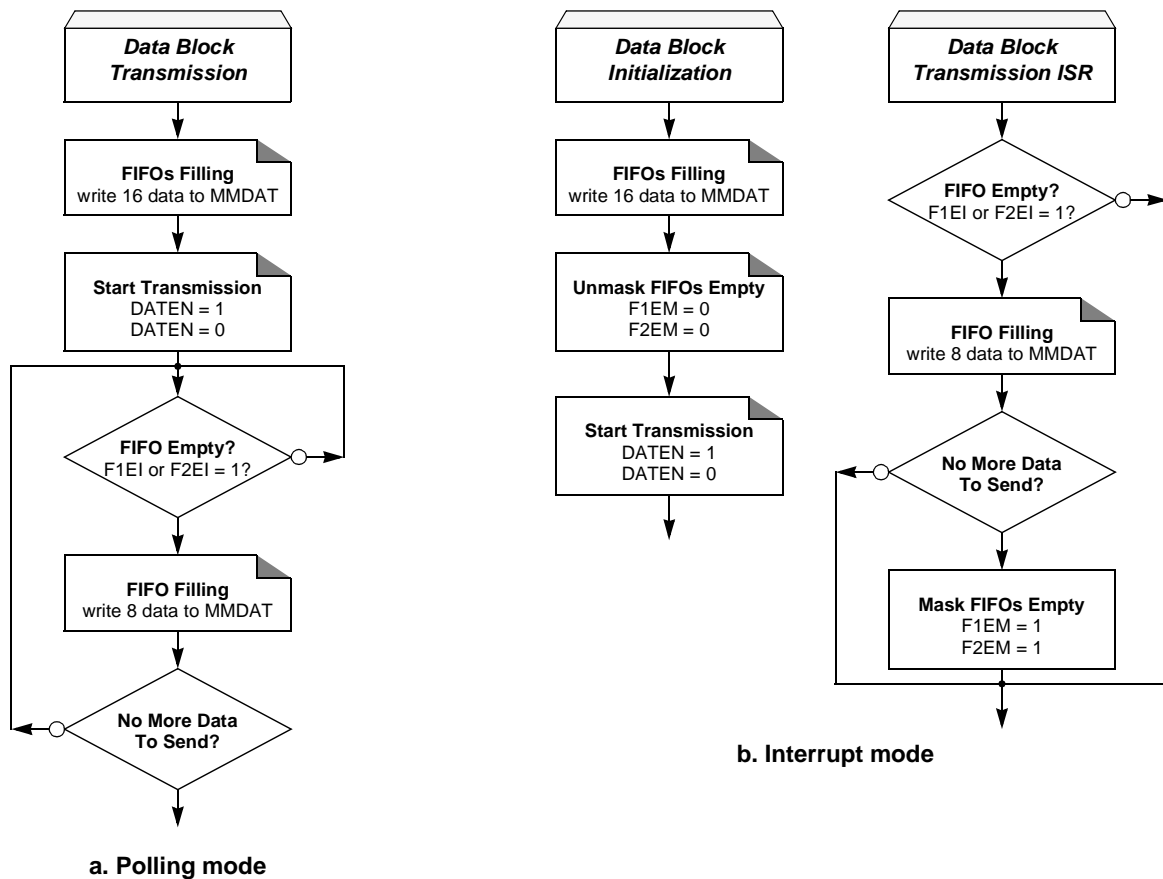 Data Block
Transmission
FIFOs Filling
write 16 data to MMDAT
Start Transmission
DATEN = 1
DATEN = 0
FIFO Empty?
F1EI or F2EI = 1?
FIFO Filling
write 8 data to MMDAT
No More Data
To Send?
a. Polling mode
Data Block
Initialization
FIFOs Filling
write 16 data to MMDAT
Unmask FIFOs Empty
F1EM = 0
F2EM = 0
Start Transmission
DATEN = 1
DATEN = 0
Data Block
Transmission ISR
FIFO Empty?
F1EI or F2EI = 1?
FIFO Filling
write 8 data to MMDAT
No More Data
To Send?
Mask FIFOs Empty
F1EM = 1
F2EM = 1
b. Interrupt mode